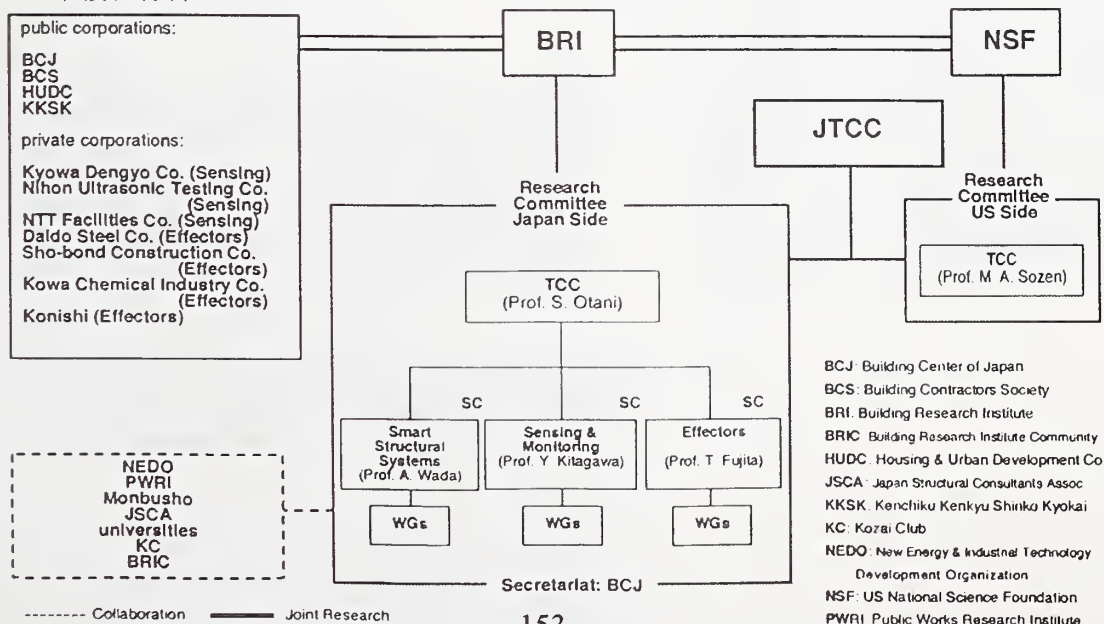 public corporations:
BCJ
BCS
HUDC
KKSK
private corporations:
Kyowa Dengyo Co. (Sensing)
Nihon Ultrasonic Testing Co.
(Sensing)
NTT Facilities Co. (Sensing)
Daido Steel Co. (Effectors)
Sho-bond Construction Co.
(Effectors)
Kowa Chemical Industry Co.
(Effectors)
Konishi (Effectors)
BRI
NSF
JTCC
Research
Committee
Japan Side
Research
Committee
US Side
TCC
(Prof. M. A. Sozen)
TCC
(Prof. S. Otani)
SC
SC
SC
Smart
Structural
Systems
(Prof. A. Wada)
Sensing &
Monitoring
(Prof. Y. Kitagawa)
Effectors
(Prof. T. Fujita)
WGs
WGs
WGs
Secretariat: BCJ
NEDO
PWRI
Monbusho
JSCA
universities
KC
BRIC
Collaboration
Joint Research
BCJ: Building Center of Japan
BCS: Building Contractors Society
BRI: Building Research Institute
BRIC: Building Research Institute Community
HUDC: Housing & Urban Development Co
JSCA: Japan Structural Consultants Assoc
KKSK: Kenchiku Kenkyu Shinko Kyokai
KC: Kozai Club
NEDO: New Energy & Industrial Technology
Development Organization
NSF: US National Science Foundation
PWRI: Public Works Research Institute